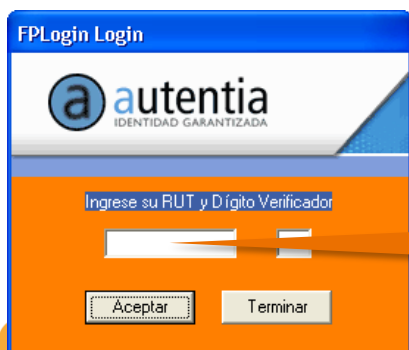 FPLogin Login
a autentia
IDENTIDAD GARANTIZADA
Ingrese su RUT y Dígito Verificador
Aceptar Terminar